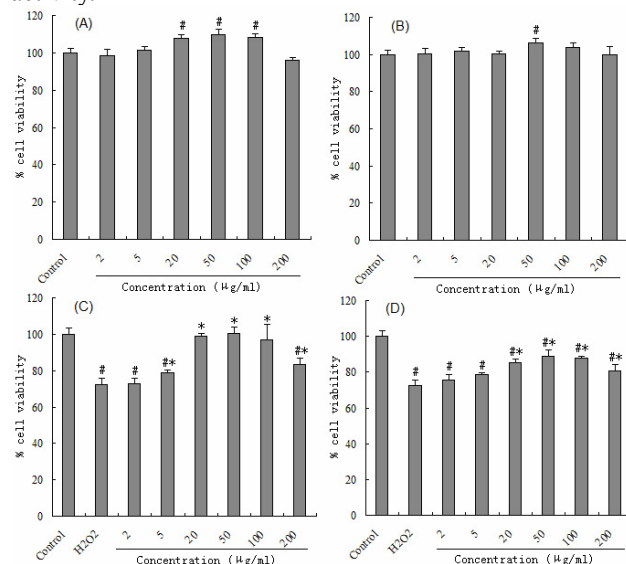 (A)
% cell viability
120
100
80
60
40
20
0
# # #
Control 2 5 20 50 100 200
Concentration (μg/ml)
(B)
% cell viability
120
100
80
60
40
20
0
#
Control 2 5 20 50 100 200
Concentration (μg/ml)
(C)
% cell viability
120
100
80
60
40
20
0
# # #* * * * #*
Control H2O2 2 5 20 50 100 200
Concentration (μg/ml)
(D)
% cell viability
120
100
80
60
40
20
0
# # # #* #* #* #*
Control H2O2 2 5 20 50 100 200
Concentration (μg/ml)